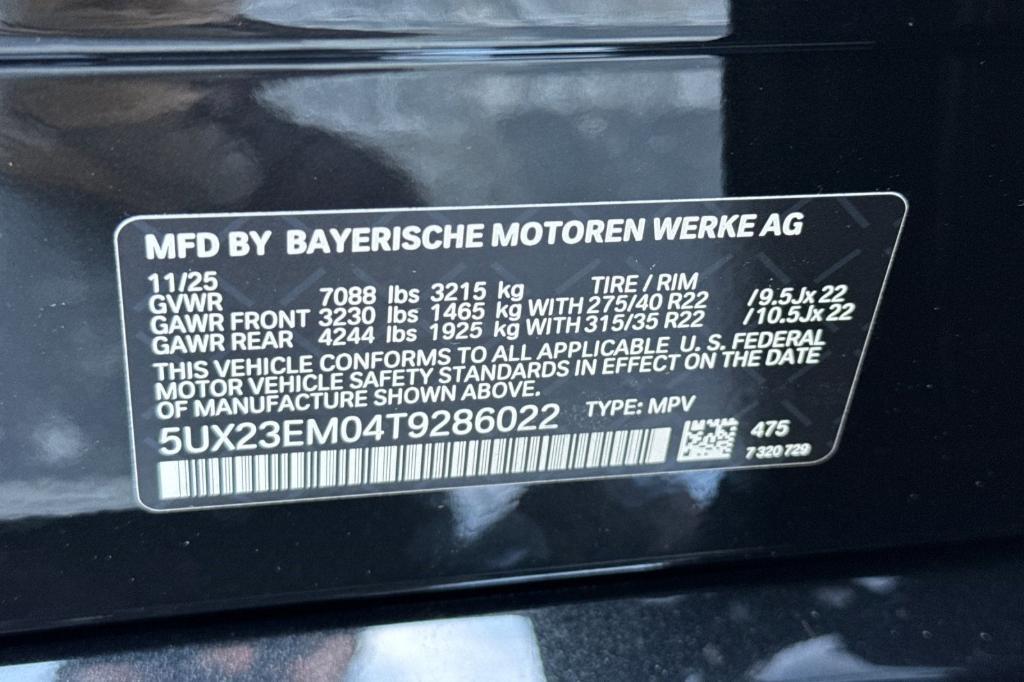 MFD BY BAYERISCHE MOTOREN WERKE AG
11/25 TIRE / RIM
GVWR 7088 lbs 3215 kg
GAWR FRONT 3230 lbs 1465 kg WITH 275/40 R22 /9.5Jx22
GAWR REAR 4244 lbs 1925 kg WITH 315/35 R22 /10.5Jx22
THIS VEHICLE CONFORMS TO ALL APPLICABLE U. S. FEDERAL
MOTOR VEHICLE SAFETY STANDARDS IN EFFECT ON THE DATE
OF MANUFACTURE SHOWN ABOVE.
5UX23EM04T9286022 TYPE: MPV
475
7 320 729